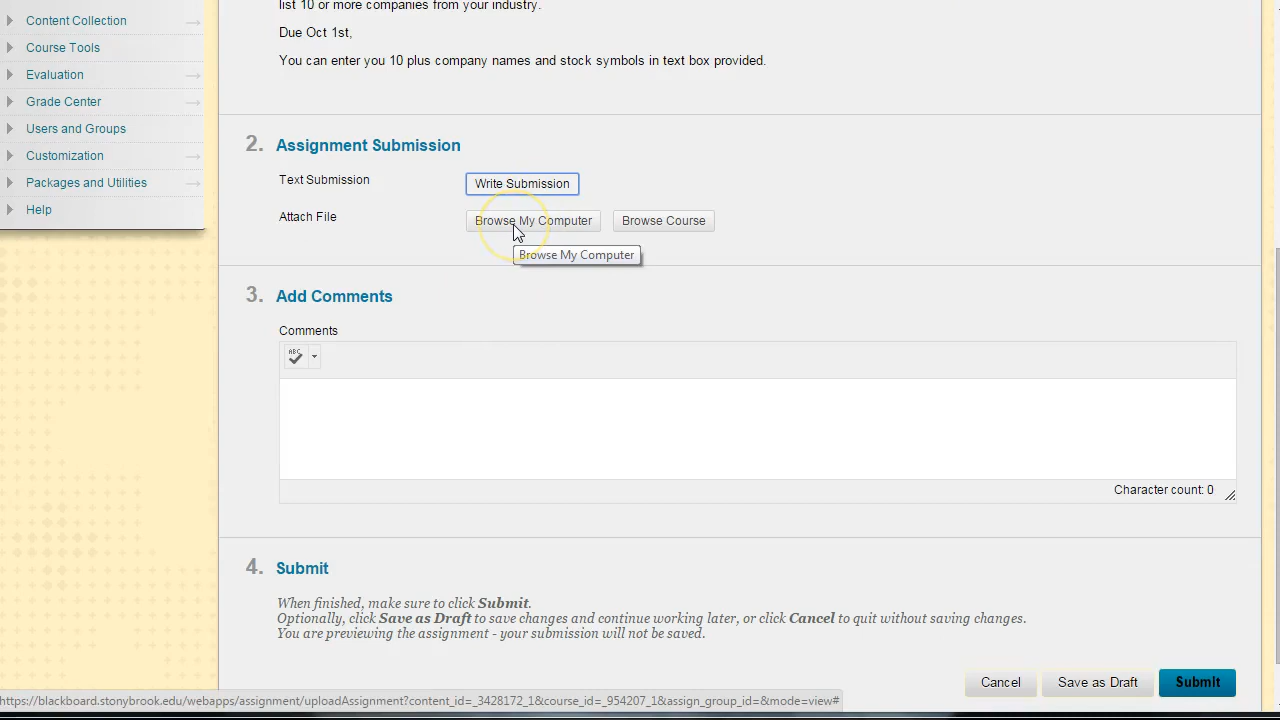 Content Collection
Course Tools
Evaluation
Grade Center
Users and Groups
Customization
Packages and Utilities
Help
list 10 or more companies from your industry.
Due Oct 1st,
You can enter you 10 plus company names and stock symbols in text box provided.
2. Assignment Submission
Text Submission Write Submission
Attach File Browse My Computer Browse Course
Browse My Computer
3. Add Comments
Comments
ABC
Character count: 0
4. Submit
When finished, make sure to click Submit.
Optionally, click Save as Draft to save changes and continue working later, or click Cancel to quit without saving changes.
You are previewing the assignment - your submission will not be saved.
Cancel Save as Draft Submit
https://blackboard.stonybrook.edu/webapps/assignment/uploadAssignment?content_id=_3428172_1&course_id=_954207_1&assign_group_id=&mode=view#